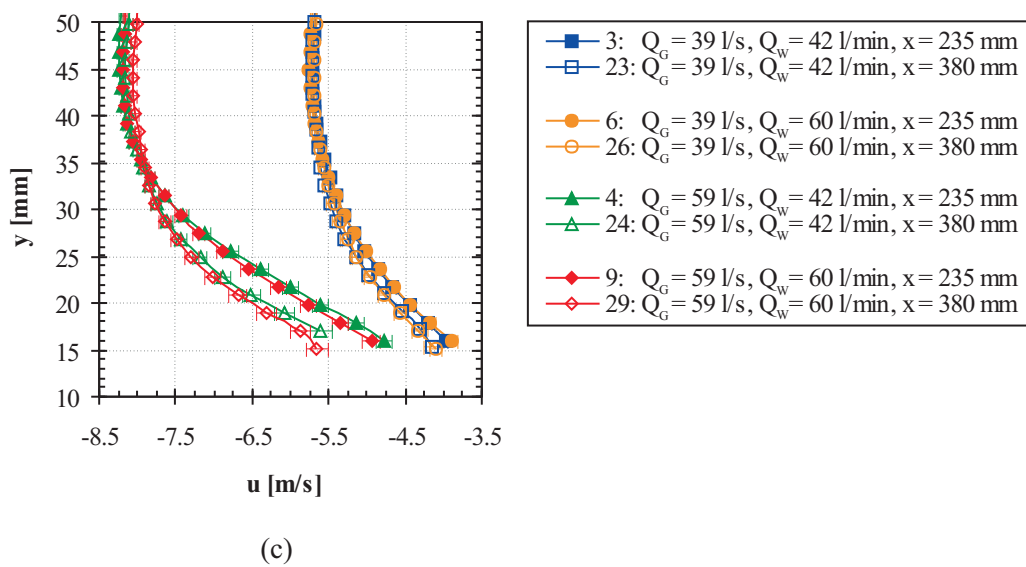 50
45
40
35
30
25
20
15
10
y [mm]
-8.5 -7.5 -6.5 -5.5 -4.5 -3.5
u [m/s]
(c)
3: Q_G = 39 l/s, Q_W = 42 l/min, x = 235 mm
23: Q_G = 39 l/s, Q_W = 42 l/min, x = 380 mm
6: Q_G = 39 l/s, Q_W = 60 l/min, x = 235 mm
26: Q_G = 39 l/s, Q_W = 60 l/min, x = 380 mm
4: Q_G = 59 l/s, Q_W = 42 l/min, x = 235 mm
24: Q_G = 59 l/s, Q_W = 42 l/min, x = 380 mm
9: Q_G = 59 l/s, Q_W = 60 l/min, x = 235 mm
29: Q_G = 59 l/s, Q_W = 60 l/min, x = 380 mm